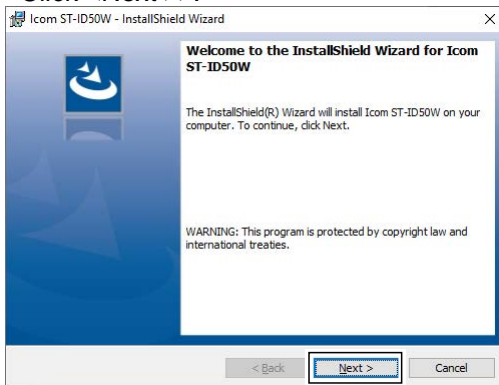 Icom ST-ID50W - InstallShield Wizard
Welcome to the InstallShield Wizard for Icom
ST-ID50W
The InstallShield(R) Wizard will install Icom ST-ID50W on your
computer. To continue, click Next.
WARNING: This program is protected by copyright law and
international treaties.
< Back
Next >
Cancel